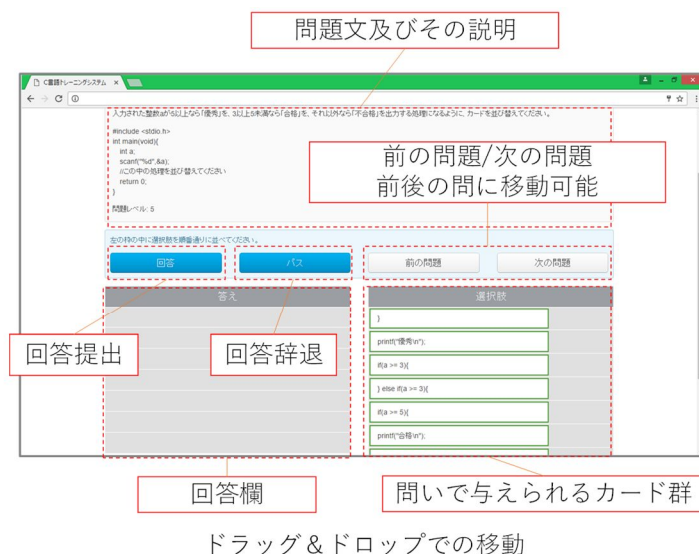 問題文及びその説明
C言語トレーニングシステム
入力された整数aが5以上なら「優秀」を、3以上5未満なら「合格」を、それ以外なら「不合格」を出力する処理になるように、カードを並び替えてください。
#include <stdio.h>
int main(void){
int a;
scanf("%d",&a);
//この中の処理を並び替えてください
return 0;
}
問題レベル: 5
前の問題/次の問題
前後の問に移動可能
左の枠の中に選択肢を順番通りに並べてください。
回答
パス
前の問題
次の問題
答え
選択肢
}
printf("優秀\n");
if(a >= 3){
} else if(a >= 3){
if(a >= 5){
printf("合格\n");
回答提出
回答辞退
回答欄
問いで与えられるカード群
ドラッグ＆ドロップでの移動